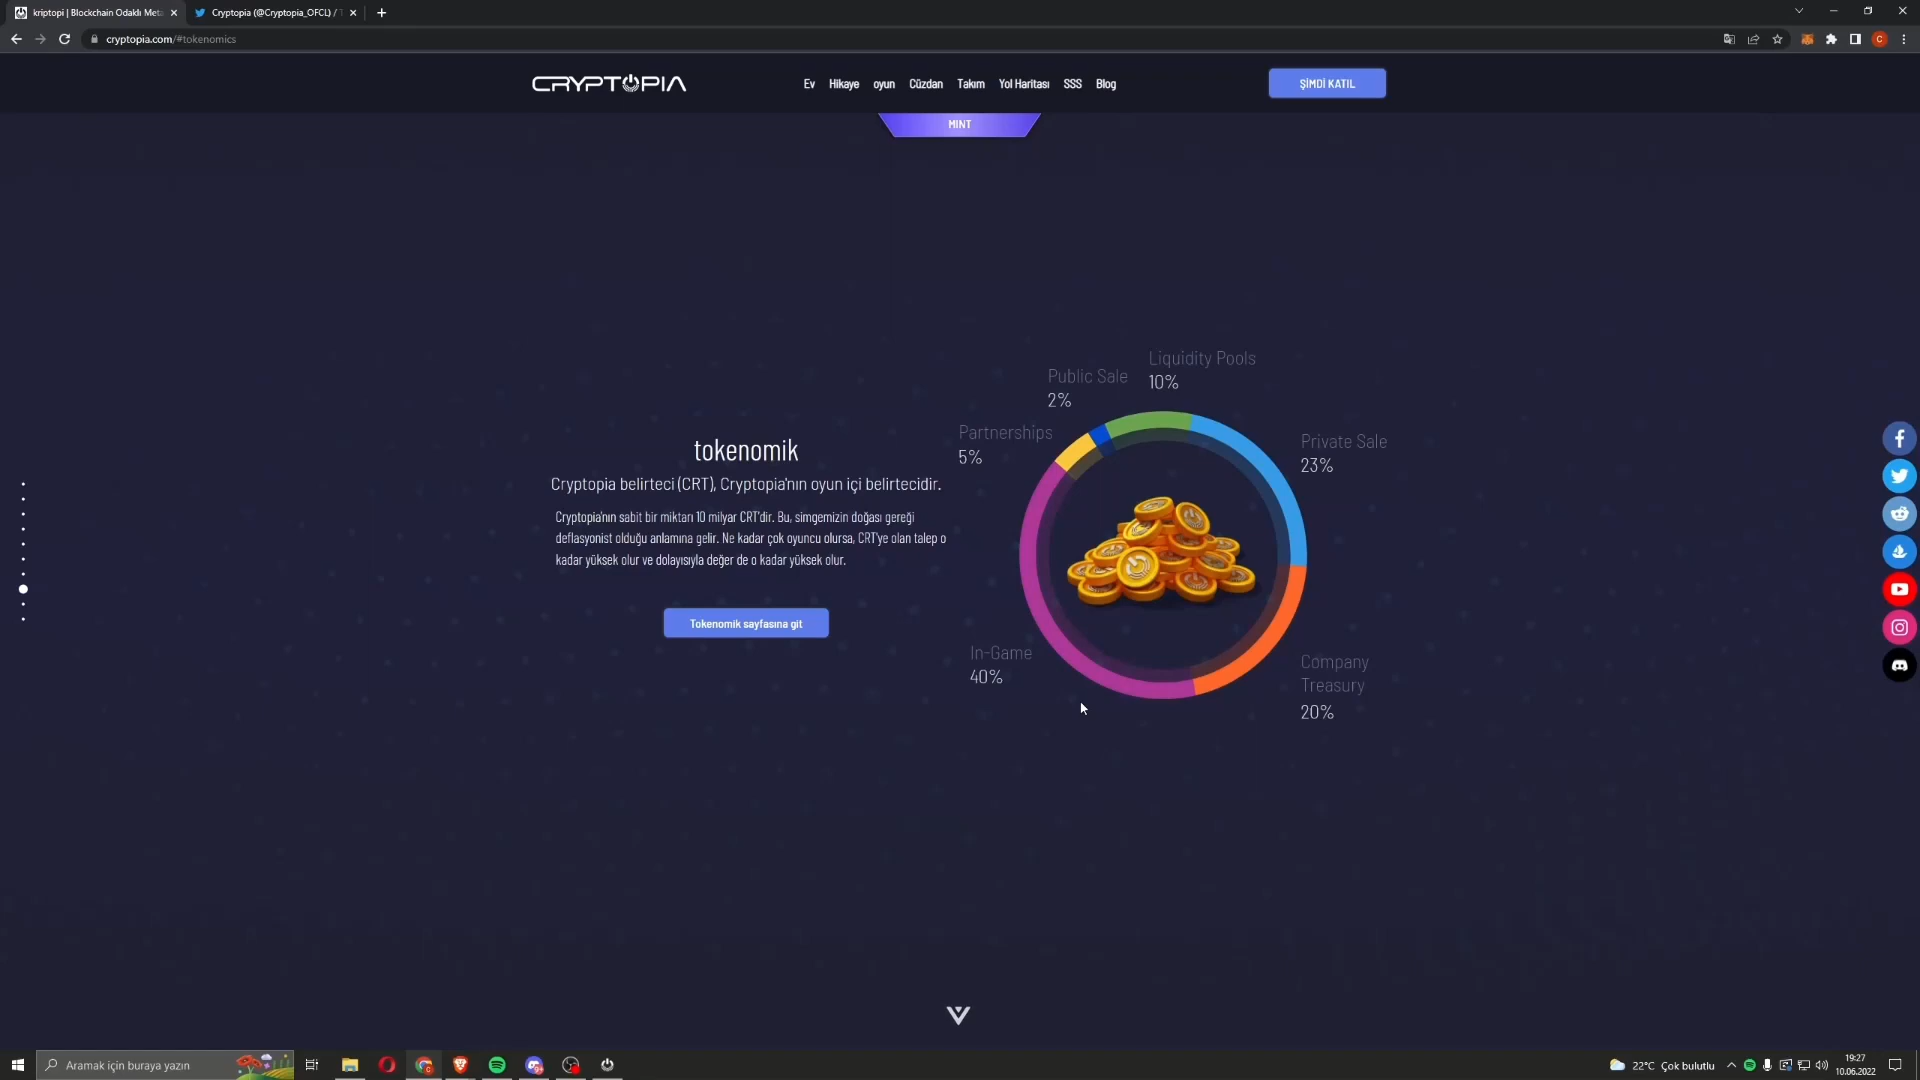 kriptopi | Blockchain Odaklı Meta
Cryptopia (@Cryptopia_OFCL) /
cryptopia.com/#tokenomics
C
CRYPTOPIA
Ev
Hikaye
oyun
Cüzdan
Takım
Yol Haritası
SSS
Blog
ŞİMDİ KATIL
MINT
Liquidity Pools
10%
Public Sale
2%
Partnerships
5%
Private Sale
23%
tokenomik
Cryptopia belirteci (CRT), Cryptopia'nın oyun içi belirtecidir.
Cryptopia'nın sabit bir miktarı 10 milyar CRT'dir. Bu, simgemizin doğası gereği
deflasyonist olduğu anlamına gelir. Ne kadar çok oyuncu olursa, CRT'ye olan talep o
kadar yüksek olur ve dolayısıyla değer de o kadar yüksek olur.
Tokenomik sayfasına git
In-Game
40%
Company
Treasury
20%
Aramak için buraya yazın
22°C Çok bulutlu
19:27
10.06.2022